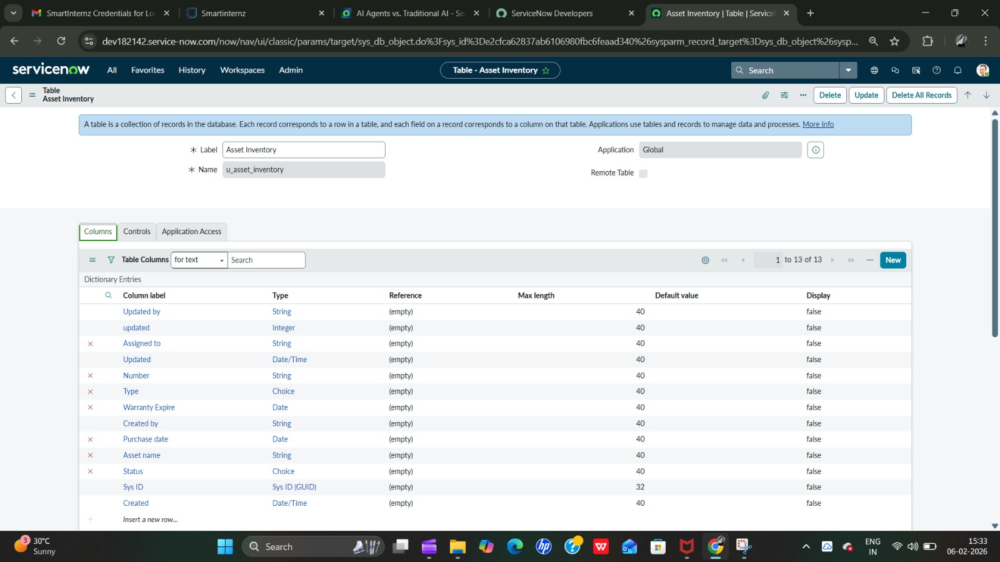 SmartInternz Credentials for Lo
Smartinternz
AI Agents vs. Traditional AI - Se
ServiceNow Developers
Asset Inventory | Table | Service
dev182142.service-now.com/now/nav/ui/classic/params/target/sys_db_object.do%3Fsys_id%3De2cfca62837ab6106980fbc6feaad340%26sysparm_record_target%3Dsys_db_object%26sysp...
servicenow All Favorites History Workspaces Admin Table - Asset Inventory Search
Table
Asset Inventory
Delete Update Delete All Records
A table is a collection of records in the database. Each record corresponds to a row in a table, and each field on a record corresponds to a column on that table. Applications use tables and records to manage data and processes. More Info
Label Asset Inventory Application Global
Name u_asset_inventory Remote Table
Columns Controls Application Access
Table Columns for text Search 1 to 13 of 13 New
Dictionary Entries
Column label Type Reference Max length Default value Display
Updated by String (empty) 40 false
updated Integer (empty) 40 false
Assigned to String (empty) 40 false
Updated Date/Time (empty) 40 false
Number String (empty) 40 false
Type Choice (empty) 40 false
Warranty Expire Date (empty) 40 false
Created by String (empty) 40 false
Purchase date Date (empty) 40 false
Asset name String (empty) 40 false
Status Choice (empty) 40 false
Sys ID Sys ID (GUID) (empty) 32 false
Created Date/Time (empty) 40 false
Insert a new row...
3
30°C
Sunny
Search
ENG
IN
15:33
06-02-2026